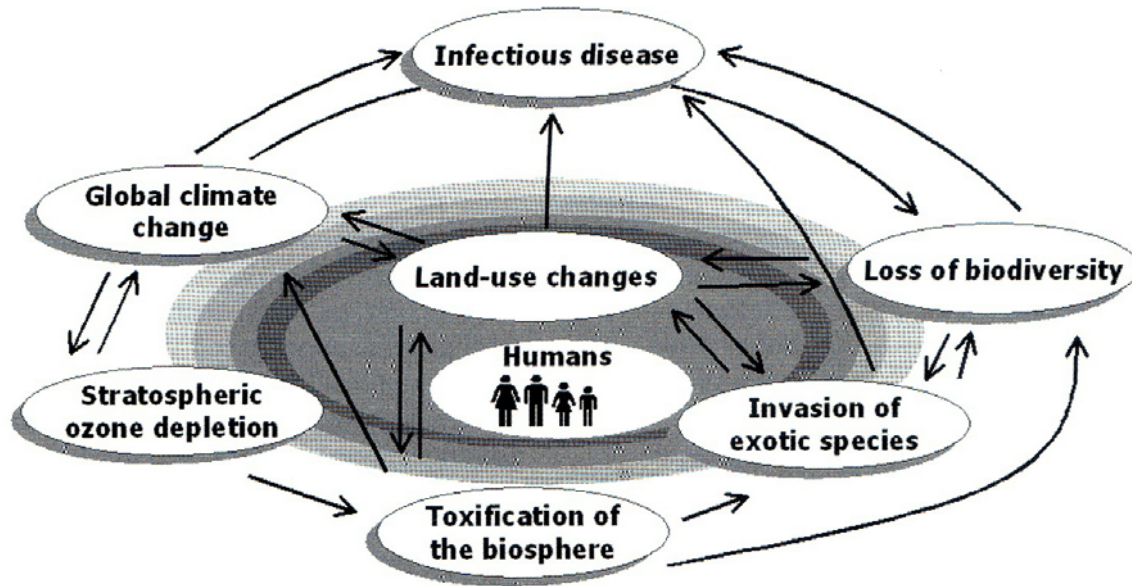 Infectious disease
Global climate
change
Land-use changes
Loss of biodiversity
Humans
Stratospheric
ozone depletion
Invasion of
exotic species
Toxification of
the biosphere